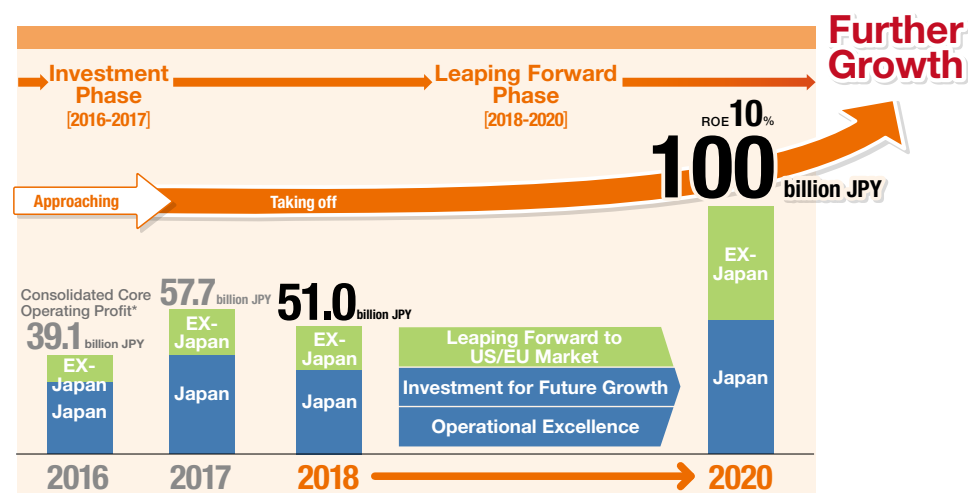 Further
Growth
Investment
Phase
[2016-2017]
Leaping Forward
Phase
[2018-2020]
ROE 10%
100
billion JPY
Approaching
Taking off
Consolidated Core
Operating Profit*
39.1 billion JPY
57.7 billion JPY
51.0 billion JPY
EX-
Japan
Japan
EX-
Japan
Japan
EX-
Japan
Japan
Leaping Forward to
US/EU Market
Investment for Future Growth
Operational Excellence
EX-
Japan
Japan
2016
2017
2018
2020